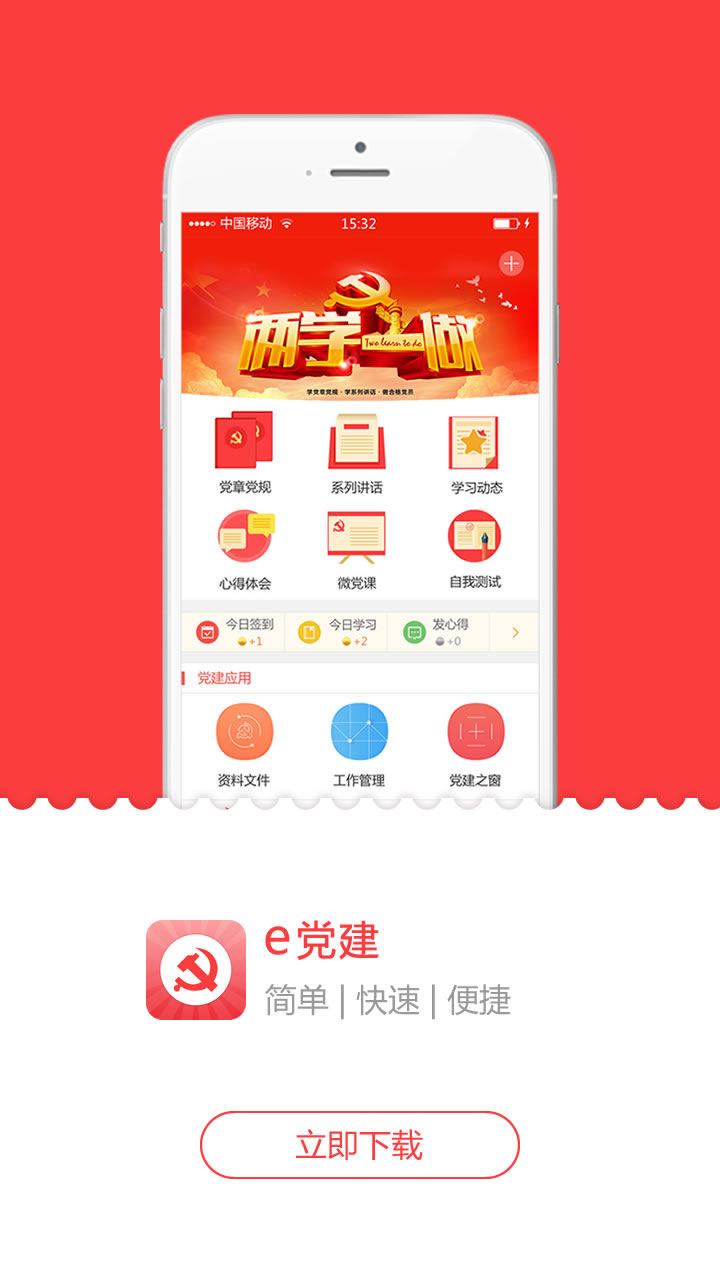 中国移动 15:32
两学一做
Two learn to do
学党章党规·学系列讲话·做合格党员
党章党规 系列讲话 学习动态
心得体会 微党课 自我测试
今日签到 今日学习 发心得
+1 +2 +0
党建应用
资料文件 工作管理 党建之窗
e党建
简单|快速|便捷
立即下载